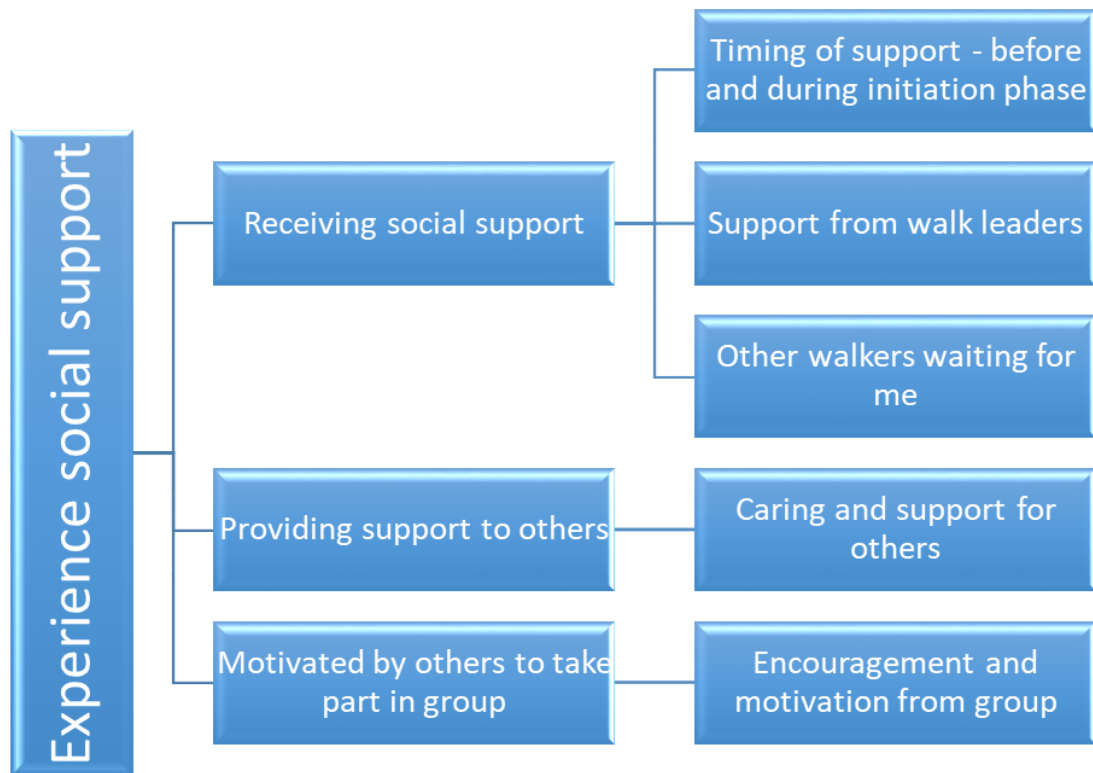 Experience social support
Receiving social support
Timing of support - before
and during initiation phase
Support from walk leaders
Other walkers waiting for
me
Providing support to others
Caring and support for
others
Motivated by others to take
part in group
Encouragement and
motivation from group